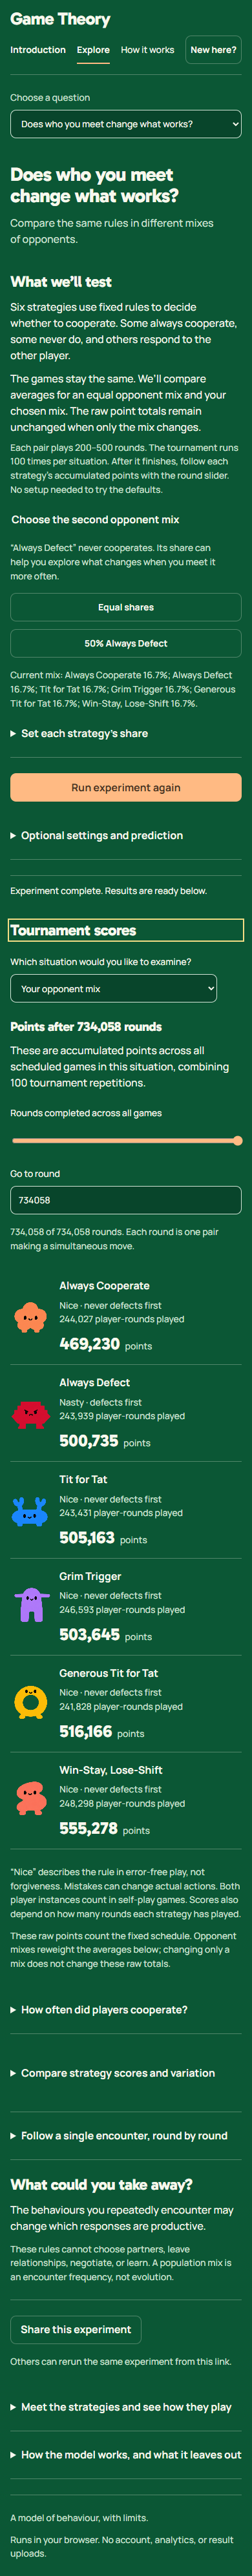 Game Theory
Introduction Explore How it works New here?
Choose a question
Does who you meet change what works?
Does who you meet
change what works?
Compare the same rules in different mixes
of opponents.
What we'll test
Six strategies use fixed rules to decide
whether to cooperate. Some always cooperate,
some never do, and others respond to the
other player.
The games stay the same. We'll compare
averages for an equal opponent mix and your
chosen mix. The raw point totals remain
unchanged when only the mix changes.
Each pair plays 200–500 rounds. The tournament runs
100 times per situation. After it finishes, follow each
strategy's accumulated points with the round slider.
No setup needed to try the defaults.
Choose the second opponent mix
“Always Defect” never cooperates. Its share can
help you explore what changes when you meet it
more often.
Equal shares
50% Always Defect
Current mix: Always Cooperate 16.7%; Always Defect
16.7%; Tit for Tat 16.7%; Grim Trigger 16.7%; Generous
Tit for Tat 16.7%; Win-Stay, Lose-Shift 16.7%.
Set each strategy's share
Run experiment again
Optional settings and prediction
Experiment complete. Results are ready below.
Tournament scores
Which situation would you like to examine?
Your opponent mix
Points after 734,058 rounds
These are accumulated points across all
scheduled games in this situation, combining
100 tournament repetitions.
Rounds completed across all games
Go to round
734058
734,058 of 734,058 rounds. Each round is one pair
making a simultaneous move.
Always Cooperate
Nice · never defects first
244,027 player-rounds played
469,230 points
Always Defect
Nasty · defects first
243,939 player-rounds played
500,735 points
Tit for Tat
Nice · never defects first
243,431 player-rounds played
505,163 points
Grim Trigger
Nice · never defects first
246,593 player-rounds played
503,645 points
Generous Tit for Tat
Nice · never defects first
241,828 player-rounds played
516,166 points
Win-Stay, Lose-Shift
Nice · never defects first
248,298 player-rounds played
555,278 points
“Nice” describes the rule in error-free play, not
forgiveness. Mistakes can change actual actions. Both
player instances count in self-play games. Scores also
depend on how many rounds each strategy has played.
These raw points count the fixed schedule. Opponent
mixes reweight the averages below; changing only a
mix does not change these raw totals.
How often did players cooperate?
Compare strategy scores and variation
Follow a single encounter, round by round
What could you take away?
The behaviours you repeatedly encounter may
change which responses are productive.
These rules cannot choose partners, leave
relationships, negotiate, or learn. A population mix is
an encounter frequency, not evolution.
Share this experiment
Others can rerun the same experiment from this link.
Meet the strategies and see how they play
How the model works, and what it leaves out
A model of behaviour, with limits.
Runs in your browser. No account, analytics, or result
uploads.